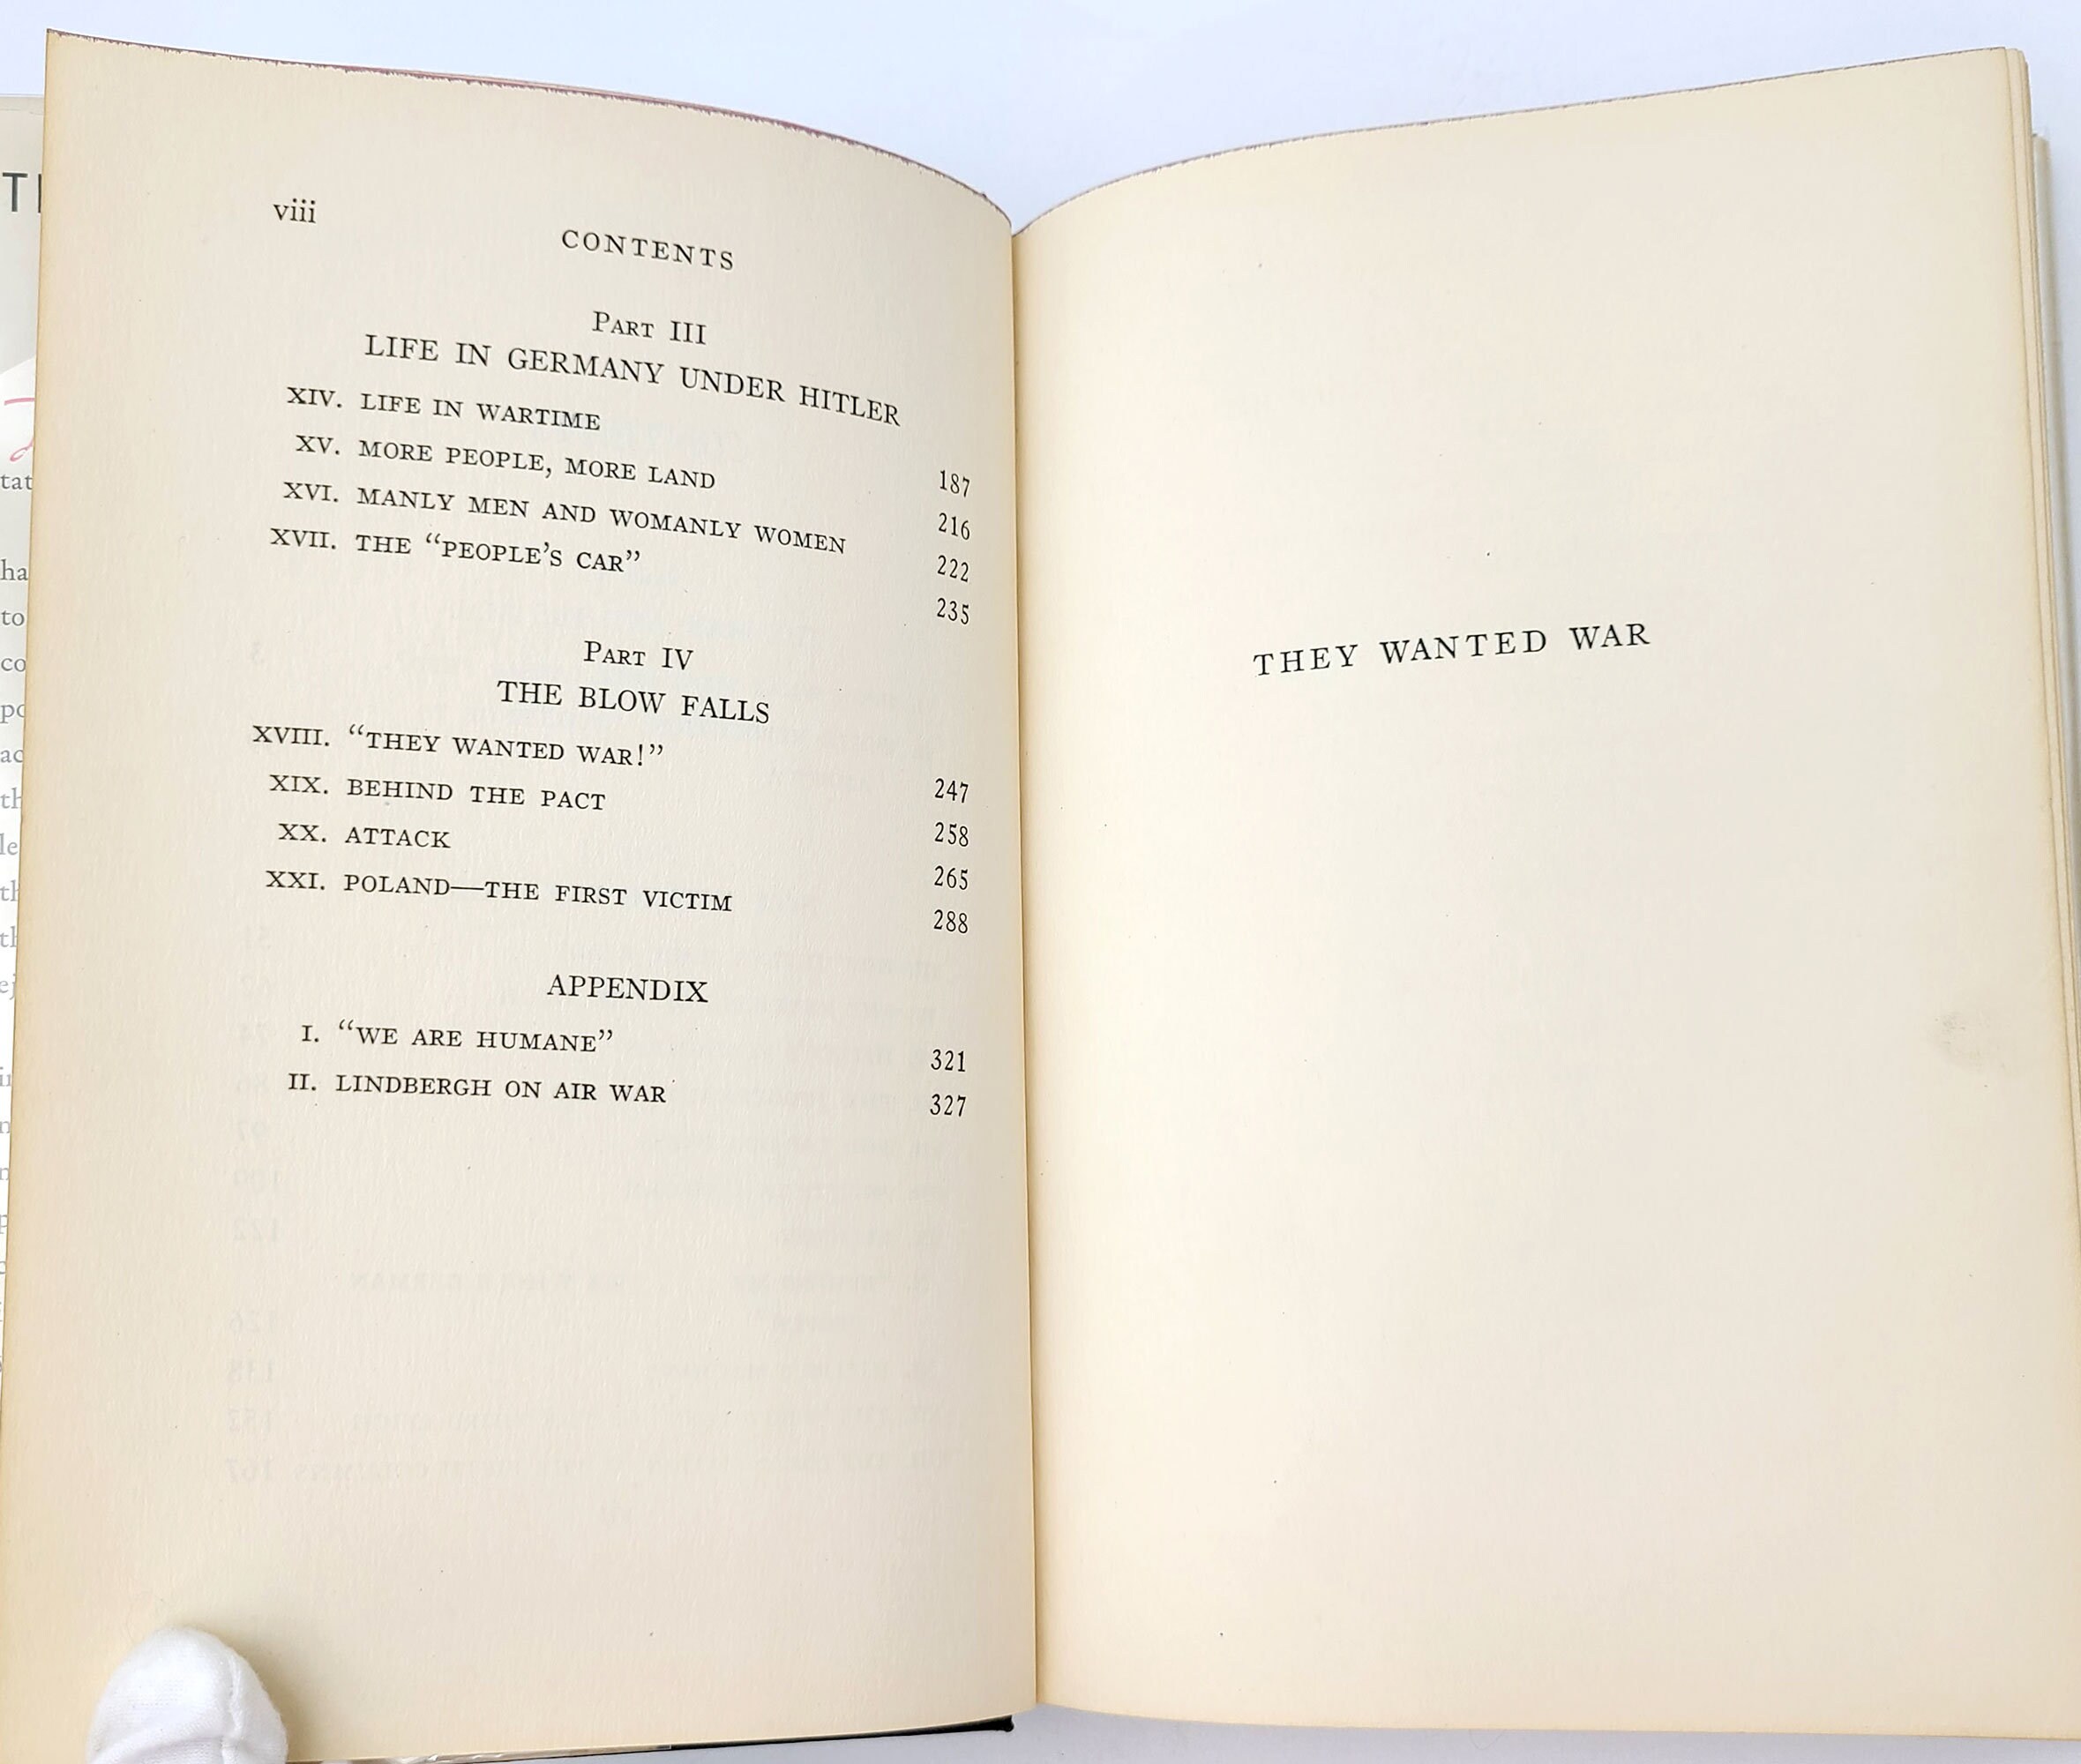 viii
CONTENTS
Part III
LIFE IN GERMANY UNDER HITLER
XIV. LIFE IN WARTIME 187
XV. MORE PEOPLE, MORE LAND 216
XVI. MANLY MEN AND WOMANLY WOMEN 222
XVII. THE “PEOPLE’S CAR” 235
Part IV
THE BLOW FALLS
XVIII. “THEY WANTED WAR!” 247
XIX. BEHIND THE PACT 258
XX. ATTACK 265
XXI. POLAND—THE FIRST VICTIM 288
APPENDIX
I. “WE ARE HUMANE” 321
II. LINDBERGH ON AIR WAR 327
THEY WANTED WAR